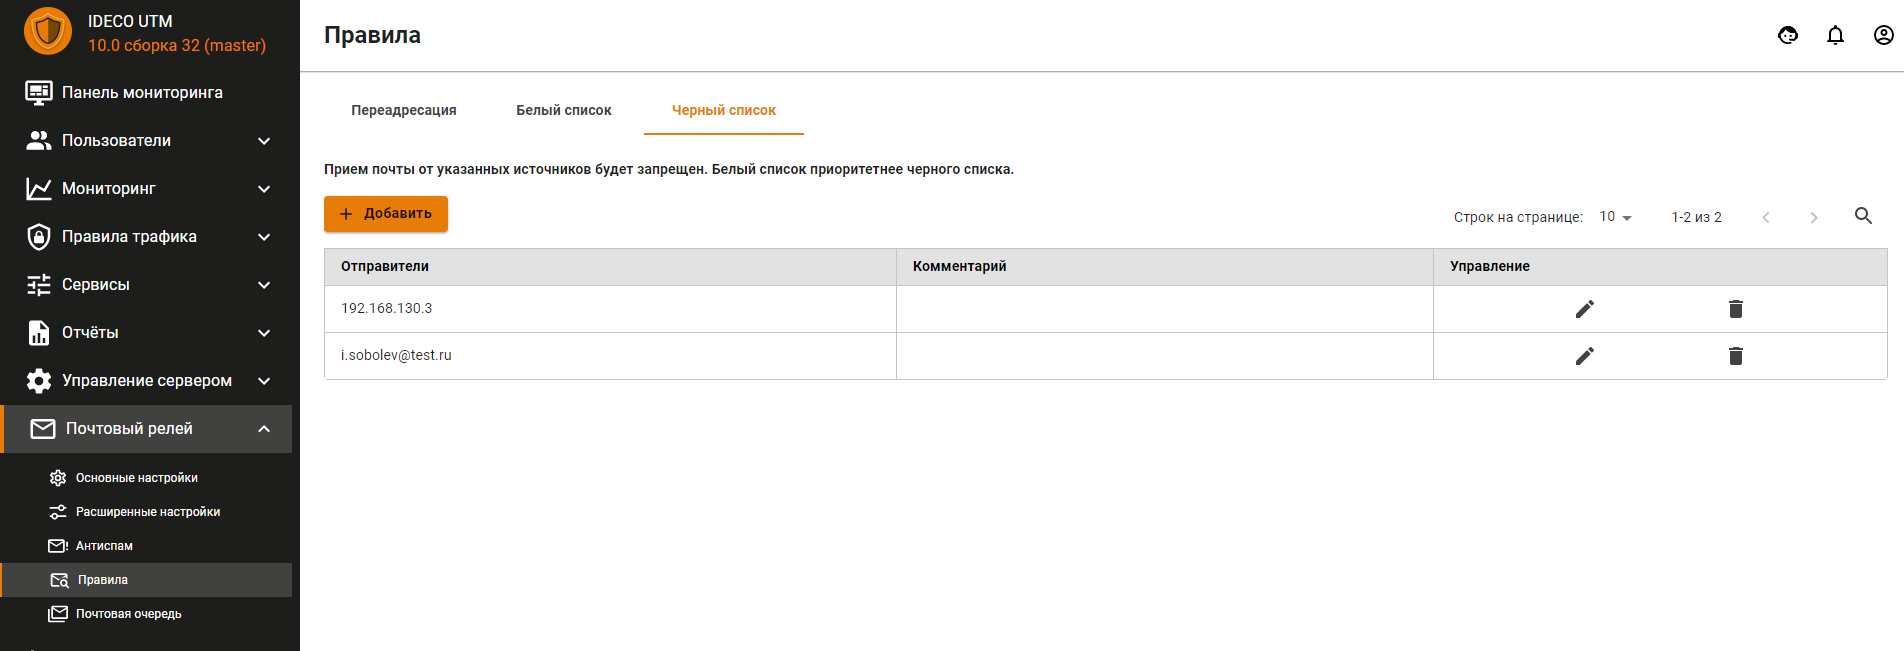 IDECO UTM
10.0 сборка 32 (master)
Панель мониторинга
Пользователи
Мониторинг
Правила трафика
Сервисы
Отчёты
Управление сервером
Почтовый релей
Основные настройки
Расширенные настройки
Антиспам
Правила
Почтовая очередь
Правила
Переадресация Белый список Черный список
Прием почты от указанных источников будет запрещен. Белый список приоритетнее черного списка.
+ Добавить
Строк на странице: 10 1-2 из 2
Отправители Комментарий Управление
192.168.130.3
i.sobolev@test.ru